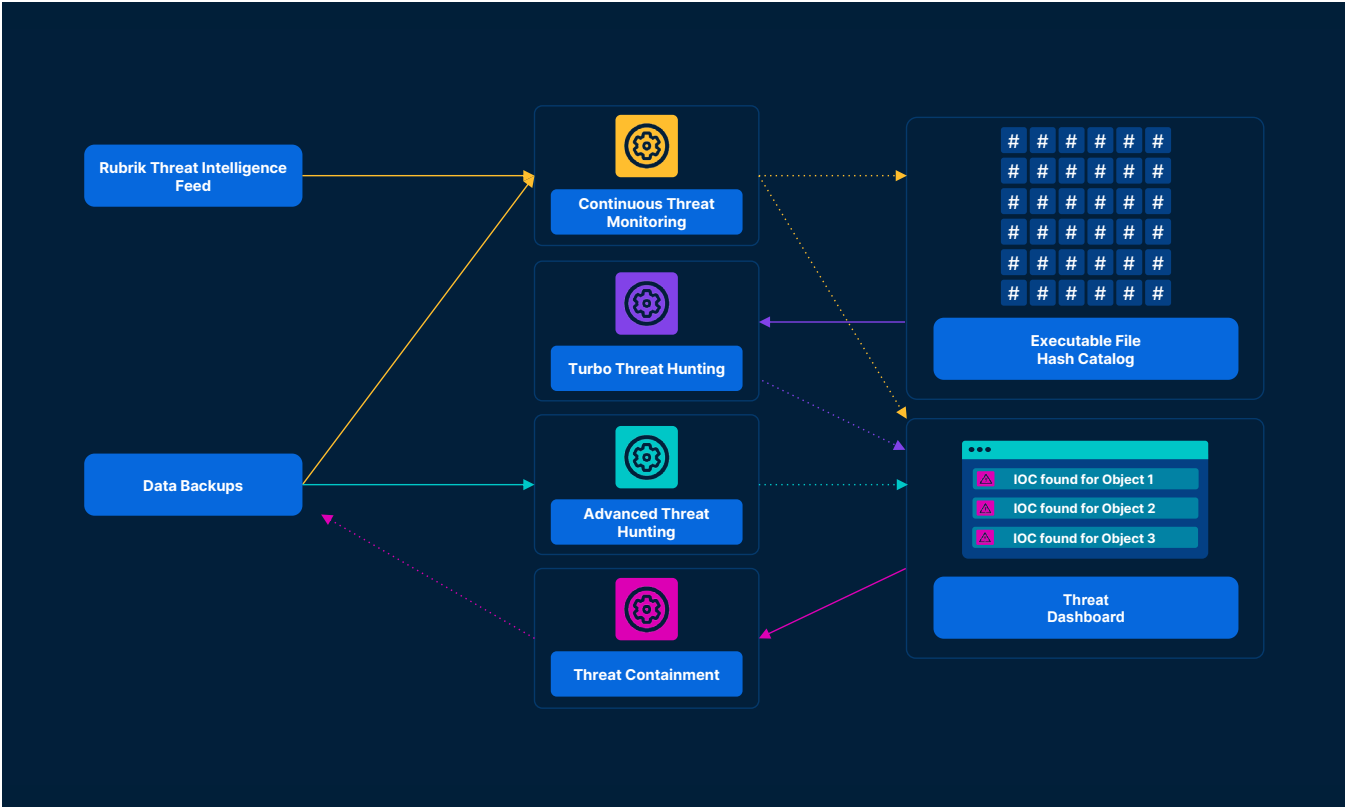 Rubrik Threat Intelligence
Feed
Data Backups
Continuous Threat
Monitoring
Turbo Threat Hunting
Advanced Threat
Hunting
Threat Containment
# # # # # #
# # # # # #
# # # # # #
# # # # # #
# # # # # #
# # # # # #
Executable File
Hash Catalog
IOC found for Object 1
IOC found for Object 2
IOC found for Object 3
Threat
Dashboard